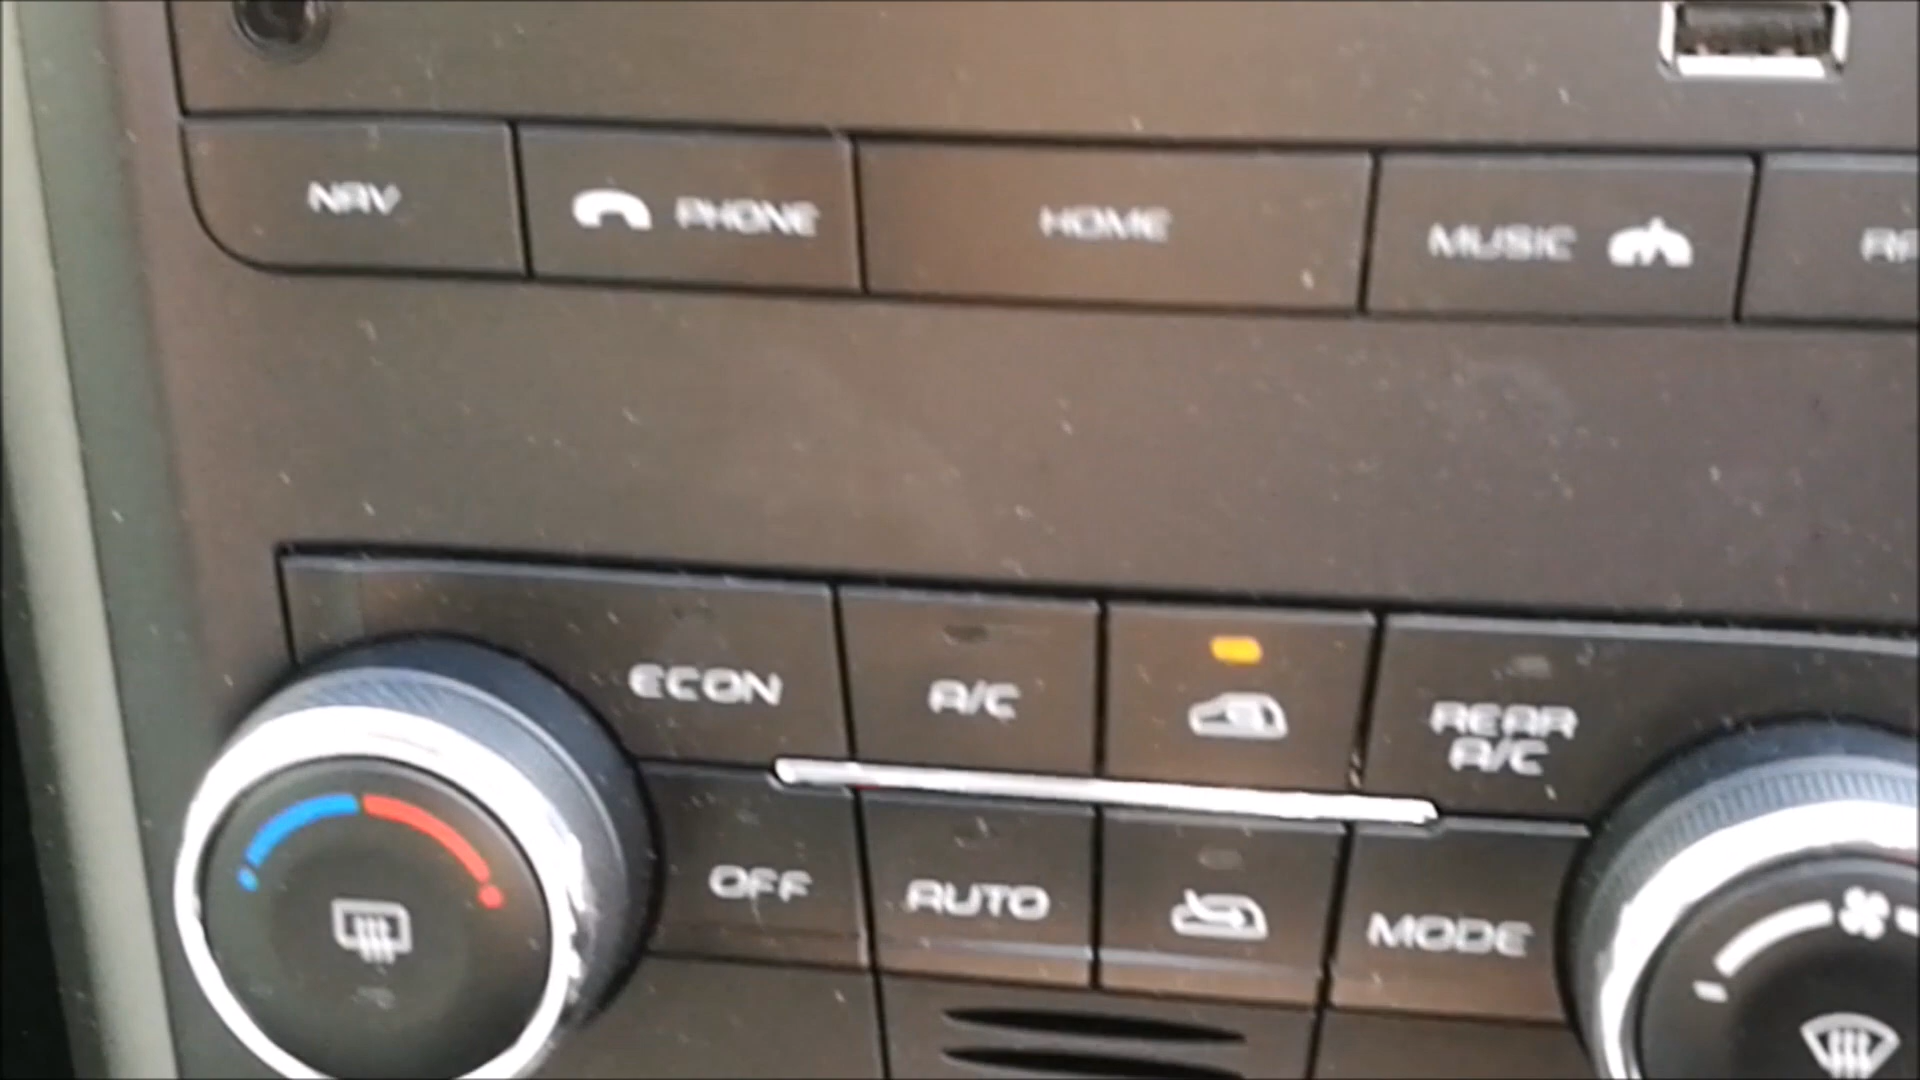 NAV PHONE HOME MUSIC
ECON A/C REAR
A/C
OFF AUTO MODE